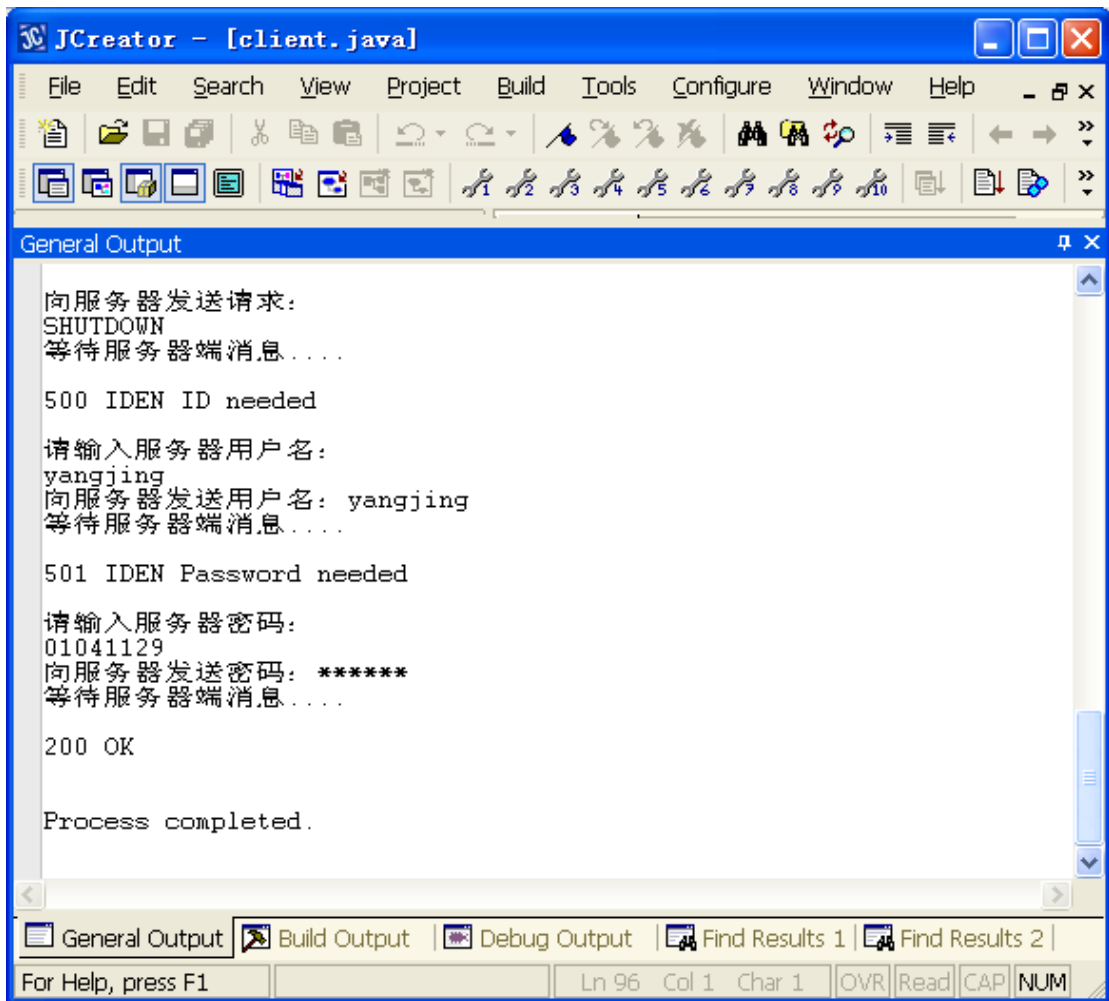 JCreator - [client.java]
File Edit Search View Project Build Tools Configure Window Help
General Output
向服务器发送请求：
SHUTDOWN
等待服务器端消息....
500 IDEN ID needed
请输入服务器用户名：
yangjing
向服务器发送用户名：yangjing
等待服务器端消息....
501 IDEN Password needed
请输入服务器密码：
01041129
向服务器发送密码：******
等待服务器端消息....
200 OK
Process completed.
General Output Build Output Debug Output Find Results 1 Find Results 2
For Help, press F1 Ln 96 Col 1 Char 1 OVR Read CAP NUM